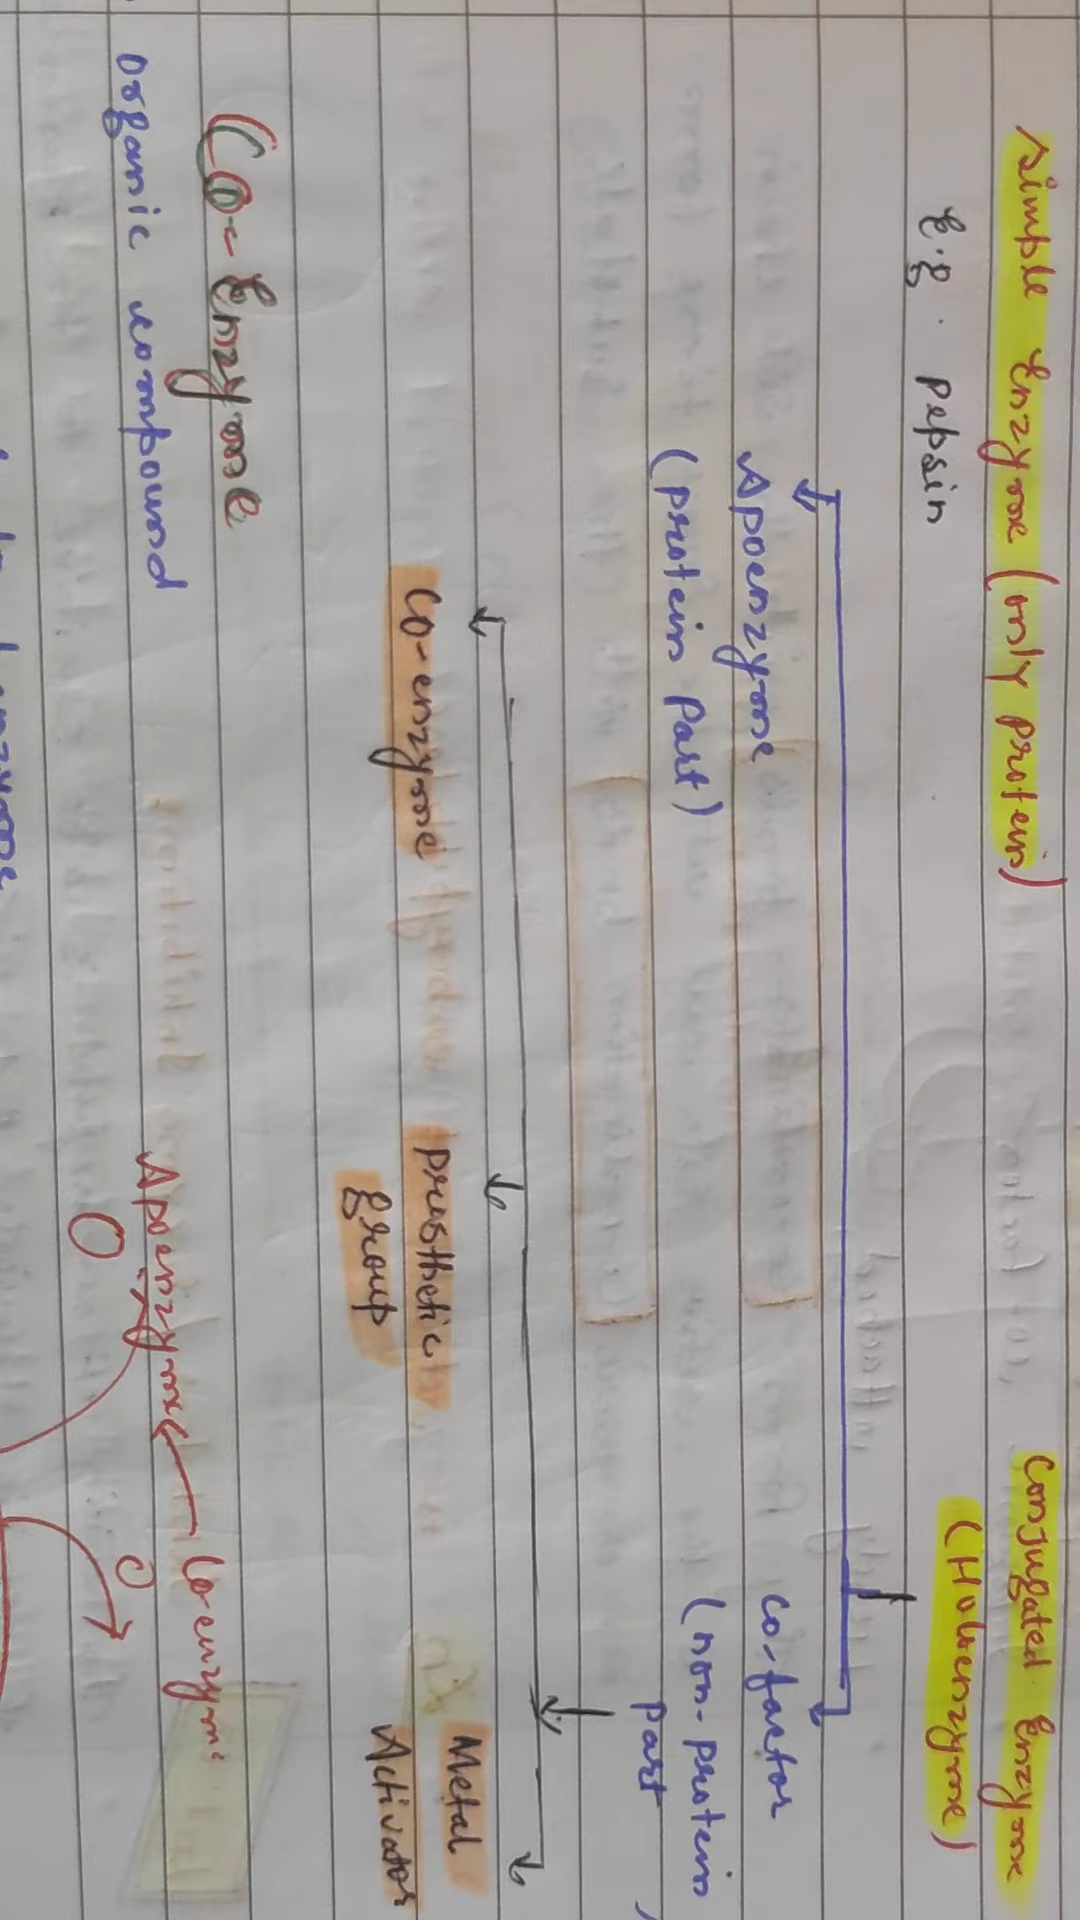 Simple Enzyme (only protein)
Conjugated Enzyme
(Holoenzyme)
E.g. pepsin
Apoenzyme
(protein part)
co-factor
(non-protein
part)
Co-enzyme
prosthetic
group
Metal
Activator
Co-Enzyme
organic compound
Apoenzyme ← Co-enzyme